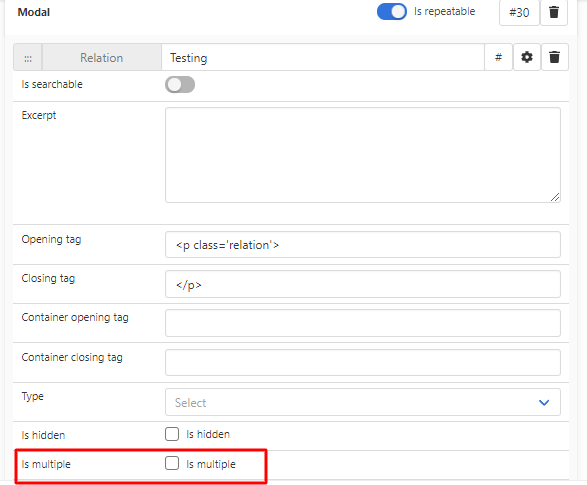 Modal Is repeatable #30
::: Relation Testing #
Is searchable
Excerpt
Opening tag <p class='relation'>
Closing tag </p>
Container opening tag
Container closing tag
Type Select
Is hidden Is hidden
Is multiple Is multiple